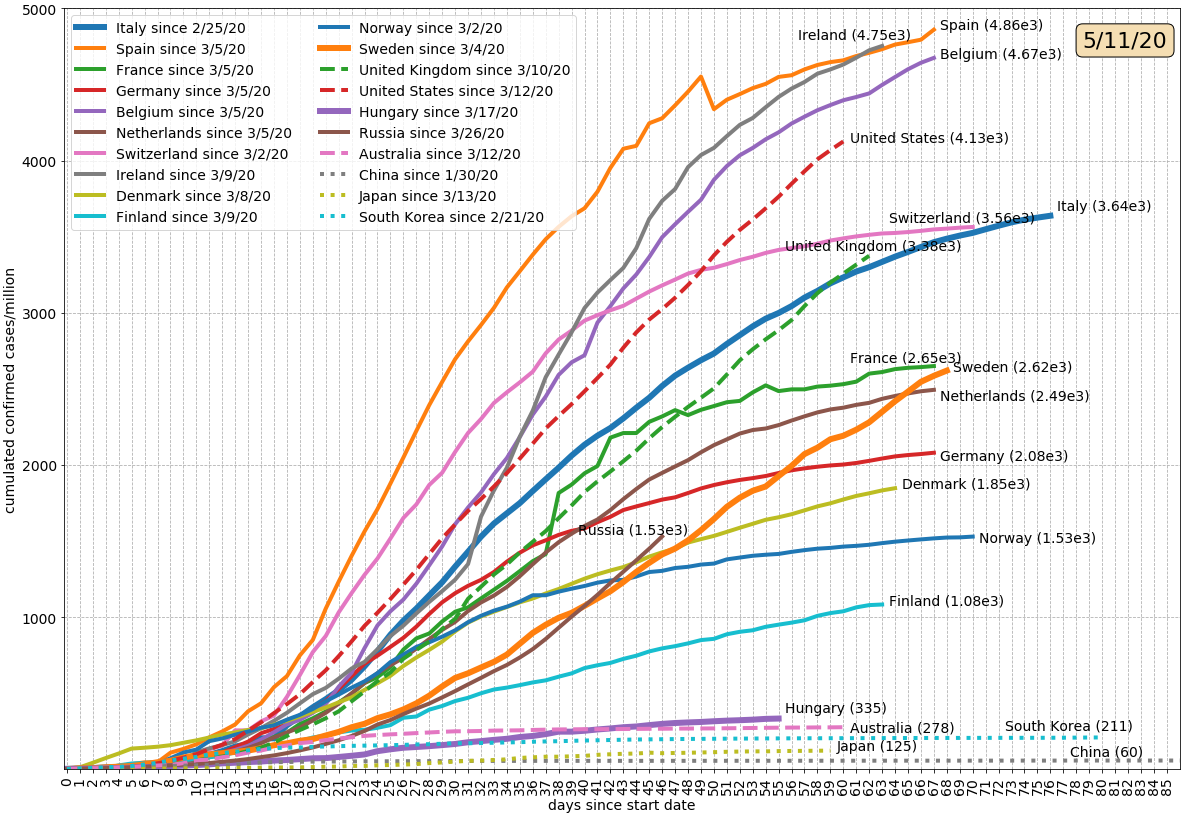 5000
4000
3000
2000
1000
cumulated confirmed cases/million
Italy since 2/25/20
Spain since 3/5/20
France since 3/5/20
Germany since 3/5/20
Belgium since 3/5/20
Netherlands since 3/5/20
Switzerland since 3/2/20
Ireland since 3/9/20
Denmark since 3/8/20
Finland since 3/9/20
Norway since 3/2/20
Sweden since 3/4/20
United Kingdom since 3/10/20
United States since 3/12/20
Hungary since 3/17/20
Russia since 3/26/20
Australia since 3/12/20
China since 1/30/20
Japan since 3/13/20
South Korea since 2/21/20
5/11/20
Spain (4.86e3)
Ireland (4.75e3)
Belgium (4.67e3)
United States (4.13e3)
Italy (3.64e3)
Switzerland (3.56e3)
United Kingdom (3.38e3)
France (2.65e3)
Sweden (2.62e3)
Netherlands (2.49e3)
Germany (2.08e3)
Denmark (1.85e3)
Russia (1.53e3)
Norway (1.53e3)
Finland (1.08e3)
Hungary (335)
Australia (278)
South Korea (211)
Japan (125)
China (60)
0 1 2 3 4 5 6 7 8 9 10 11 12 13 14 15 16 17 18 19 20 21 22 23 24 25 26 27 28 29 30 31 32 33 34 35 36 37 38 39 40 41 42 43 44 45 46 47 48 49 50 51 52 53 54 55 56 57 58 59 60 61 62 63 64 65 66 67 68 69 70 71 72 73 74 75 76 77 78 79 80 81 82 83 84 85
days since start date